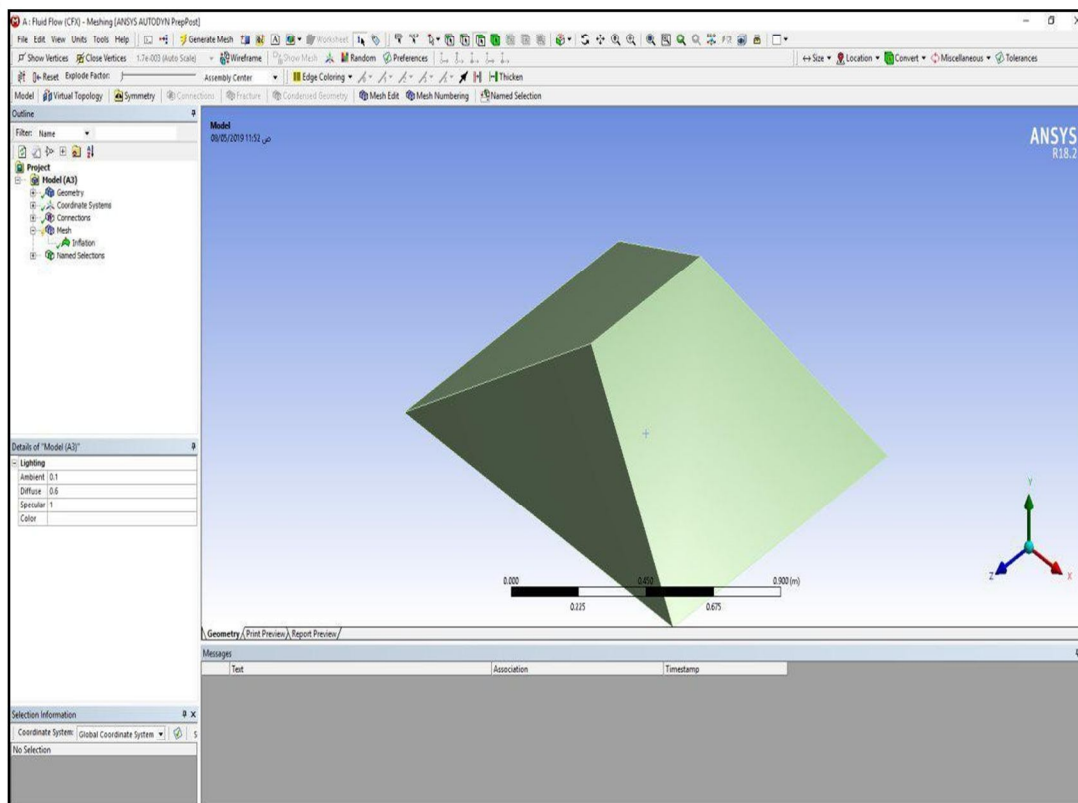 A : Fluid Flow (CFX) - Meshing [ANSYS AUTODYN PrepPost]
File Edit View Units Tools Help Generate Mesh Worksheet
Show Vertices Close Vertices 1.7e-003 (Auto Scale) Wireframe Show Mesh Random Preferences Size Location Convert Miscellaneous Tolerances
Reset Explode Factor: Assembly Center Edge Coloring Thicken
Model Virtual Topology Symmetry Connections Fracture Condensed Geometry Mesh Edit Mesh Numbering Named Selection
Outline
Filter: Name
Project
Model (A3)
Geometry
Coordinate Systems
Connections
Mesh
Inflation
Named Selections
Details of "Model (A3)"
Lighting
Ambient 0.1
Diffuse 0.6
Specular 1
Color
Selection Information
Coordinate System: Global Coordinate System S
No Selection
Model
08/05/2019 11:52 ص
ANSYS
R18.2
Y
Z
X
0.000 0.450 0.900 (m)
0.225 0.675
Geometry Print Preview Report Preview
Messages
Text Association Timestamp